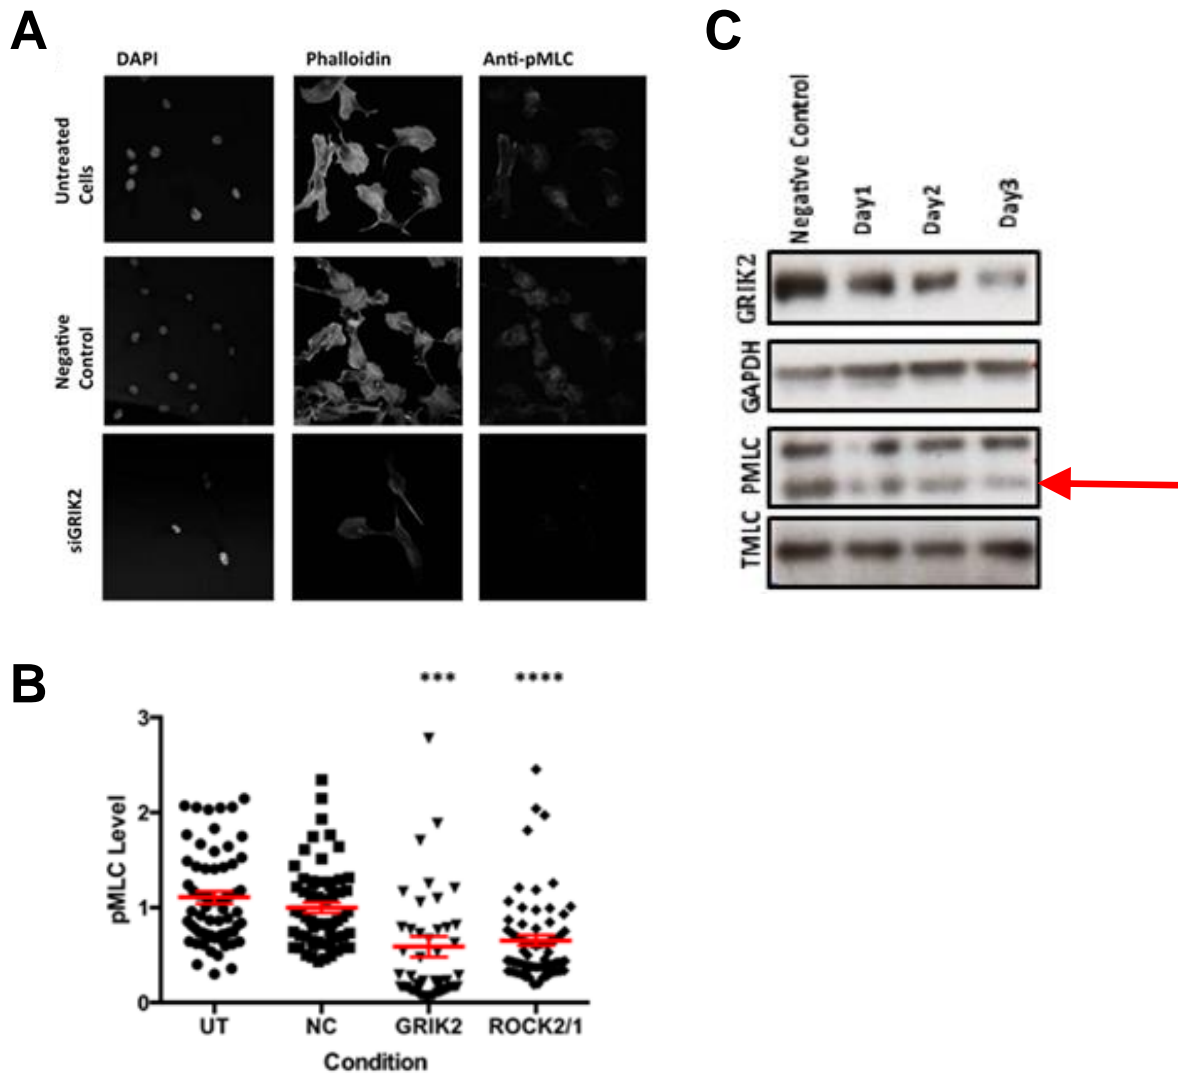 A
DAPI
Phalloidin
Anti-pMLC
Untreated
Cells
Negative
Control
siGRIK2
C
Negative Control
Day1
Day2
Day3
GRIK2
GAPDH
PMLC
TMLC
B
*** ****
3
2
1
0
pMLC Level
UT NC GRIK2 ROCK2/1
Condition